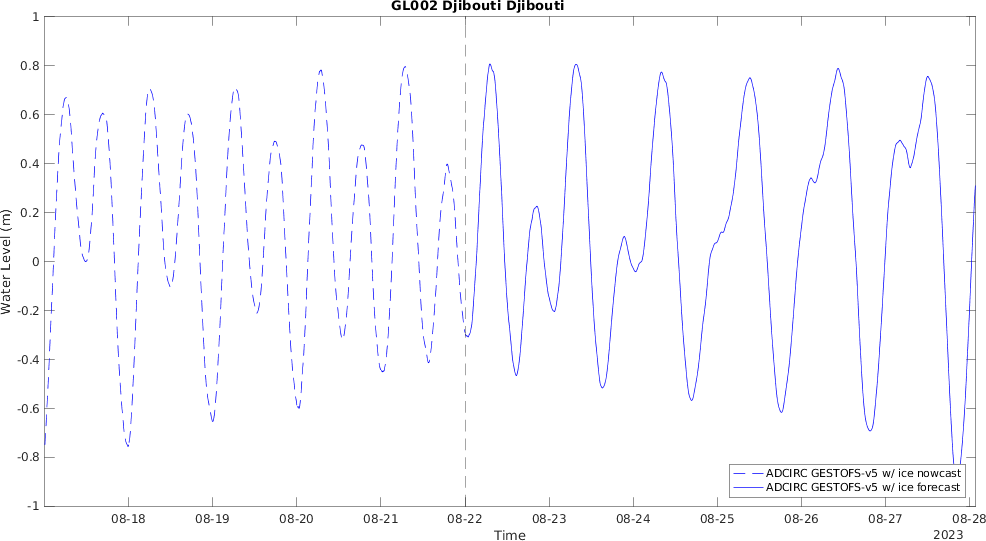 GL002 Djibouti Djibouti
Water Level (m)
1
0.8
0.6
0.4
0.2
0
-0.2
-0.4
-0.6
-0.8
-1
ADCIRC GESTOFS-v5 w/ ice nowcast
ADCIRC GESTOFS-v5 w/ ice forecast
08-18 08-19 08-20 08-21 08-22 08-23 08-24 08-25 08-26 08-27 08-28
Time
2023